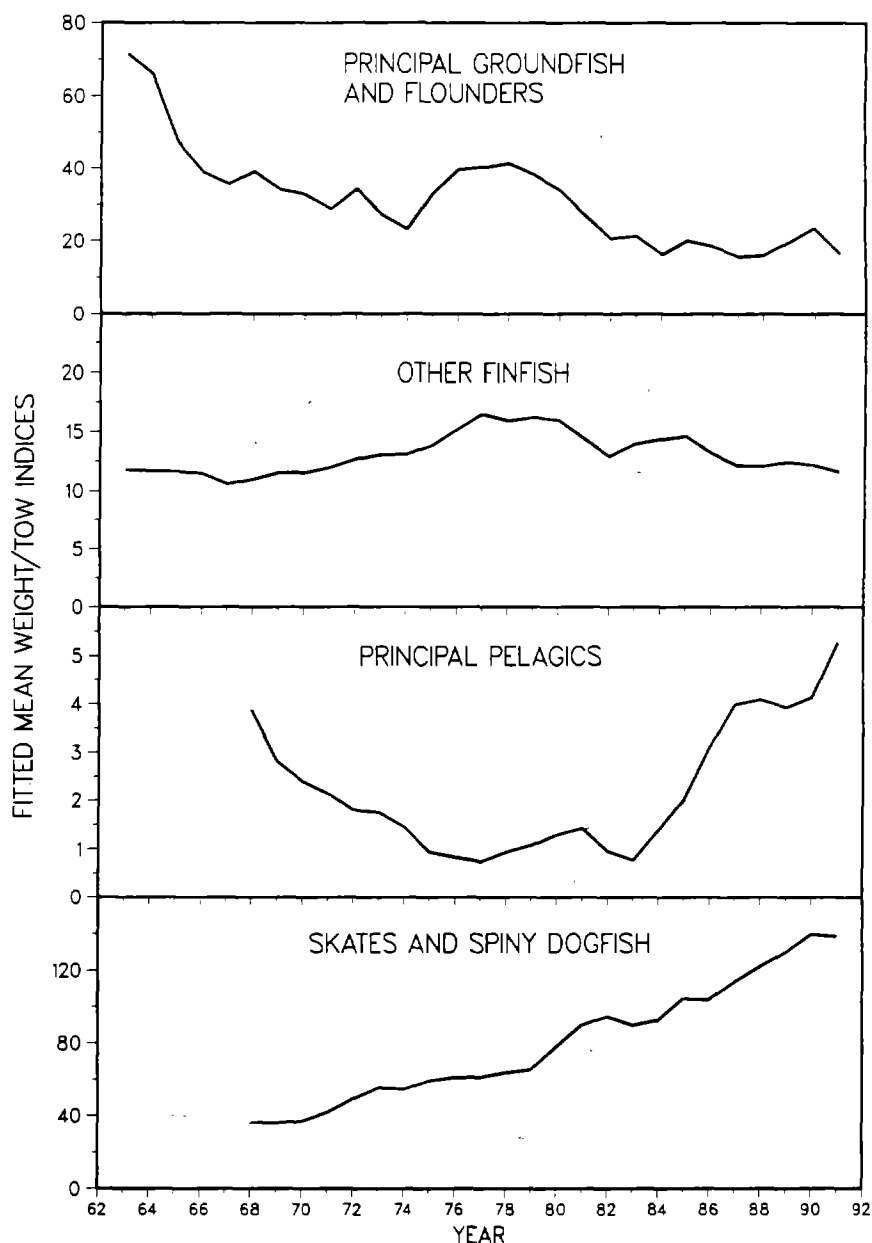 80
PRINCIPAL GROUNDFISH
AND FLOUNDERS
60
40
20
0
OTHER FINFISH
20
15
10
5
0
FITTED MEAN WEIGHT/TOW INDICES
PRINCIPAL PELAGICS
5
4
3
2
1
0
SKATES AND SPINY DOGFISH
120
80
40
0
62 64 66 68 70 72 74 76 78 80 82 84 86 88 90 92
YEAR